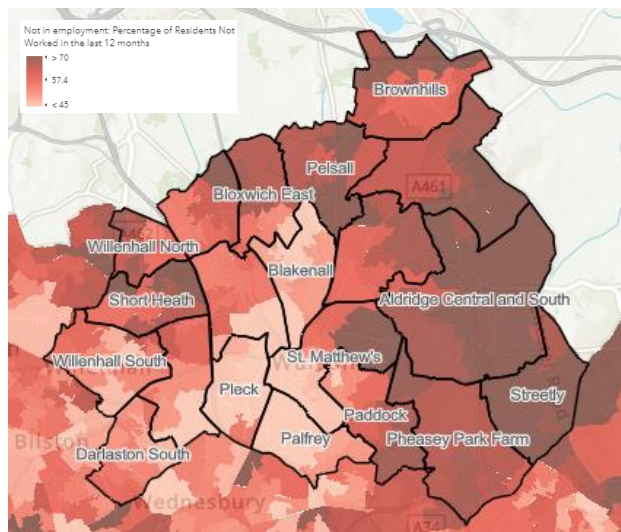 Not in employment: Percentage of Residents Not
Worked in the last 12 months
> 70
57.4
< 45
Brownhills
Pelsall
A461
Bloxwich East
A462
Willenhall North
Blakenall
Short Heath
Aldridge Central and South
St. Matthew's
Willenhall South
Pleck
Streetly
Paddock
Palfrey
Pheasey Park Farm
Bilston
Darlaston South
Wednesbury
A34